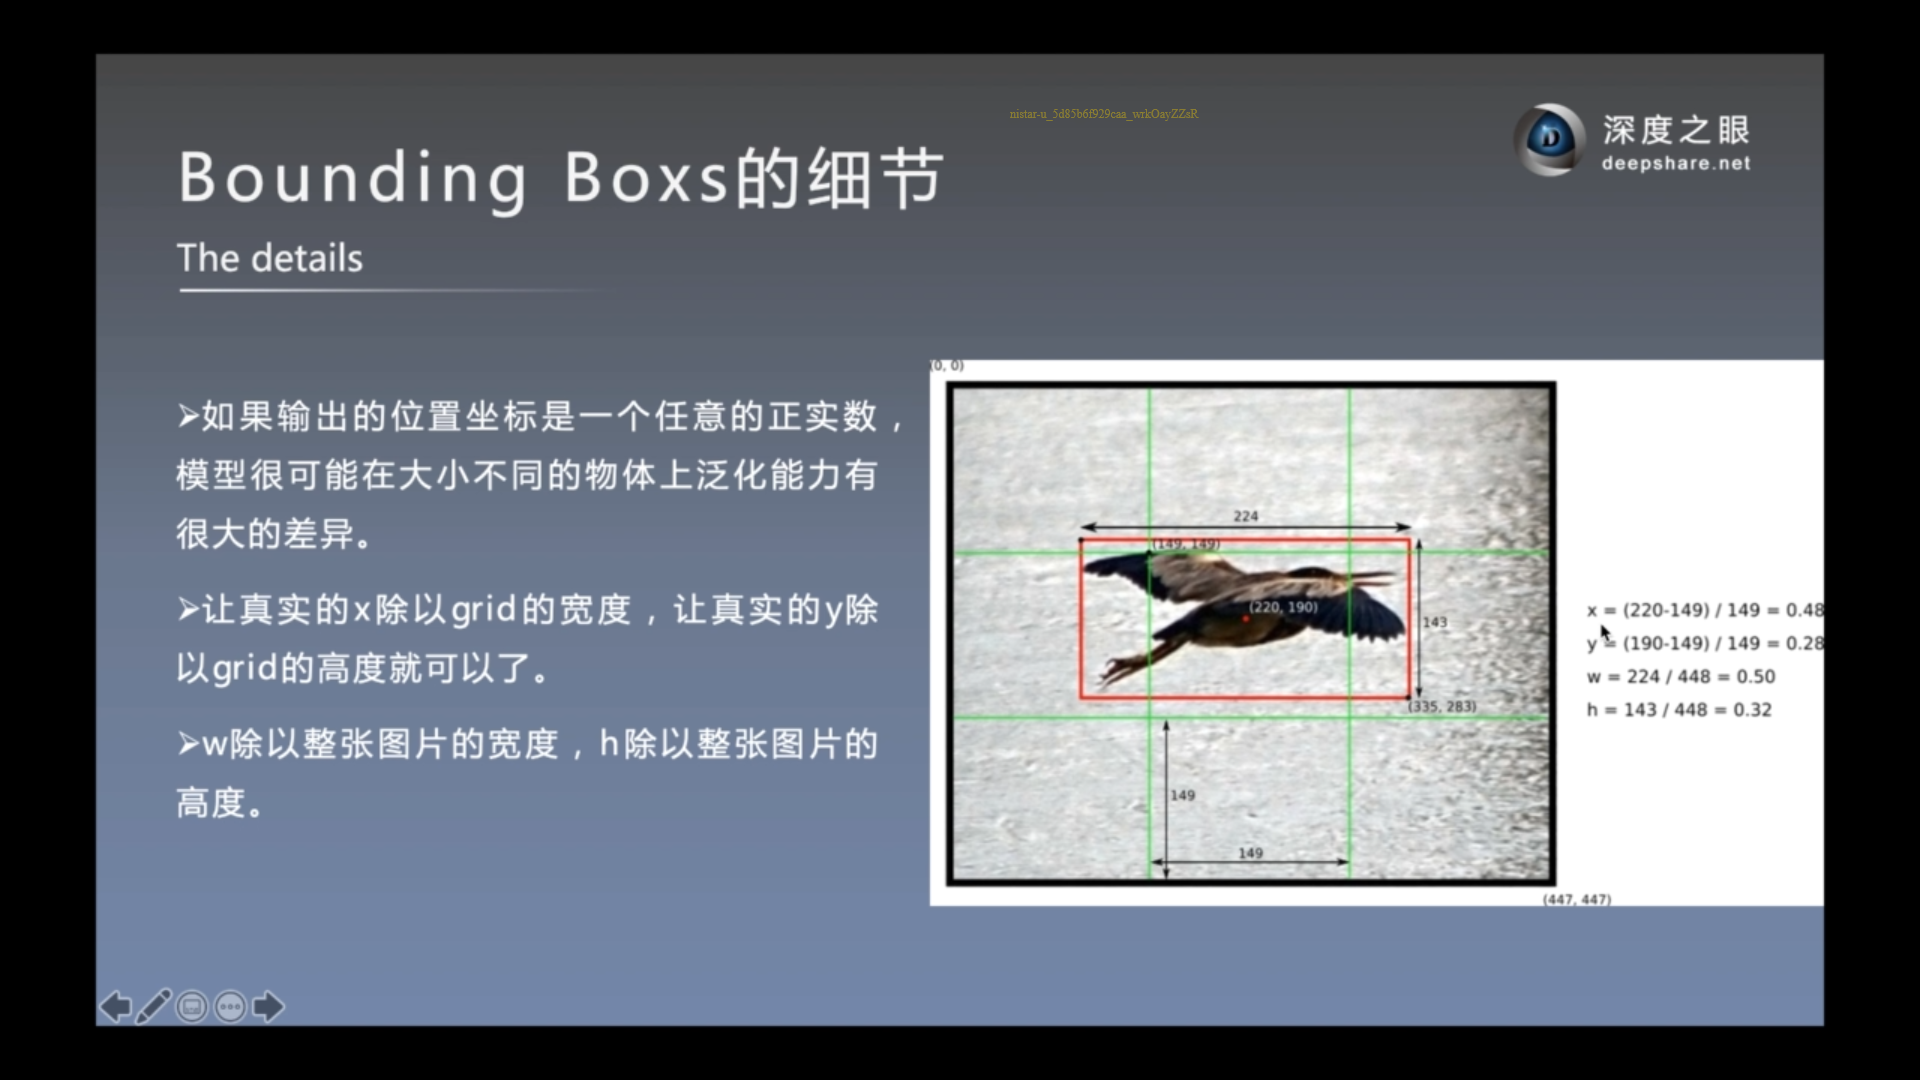 nistar-u_5d85b6f929caa_wrkOayZZsR
深度之眼
deepshare.net
Bounding Boxs的细节
The details
➢如果输出的位置坐标是一个任意的正实数，
模型很可能在大小不同的物体上泛化能力有
很大的差异。
➢让真实的x除以grid的宽度，让真实的y除
以grid的高度就可以了。
➢w除以整张图片的宽度，h除以整张图片的
高度。
(0, 0)
224
(149, 149)
(220, 190)
143
(335, 283)
149
149
(447, 447)
x = (220-149) / 149 = 0.48
y = (190-149) / 149 = 0.28
w = 224 / 448 = 0.50
h = 143 / 448 = 0.32